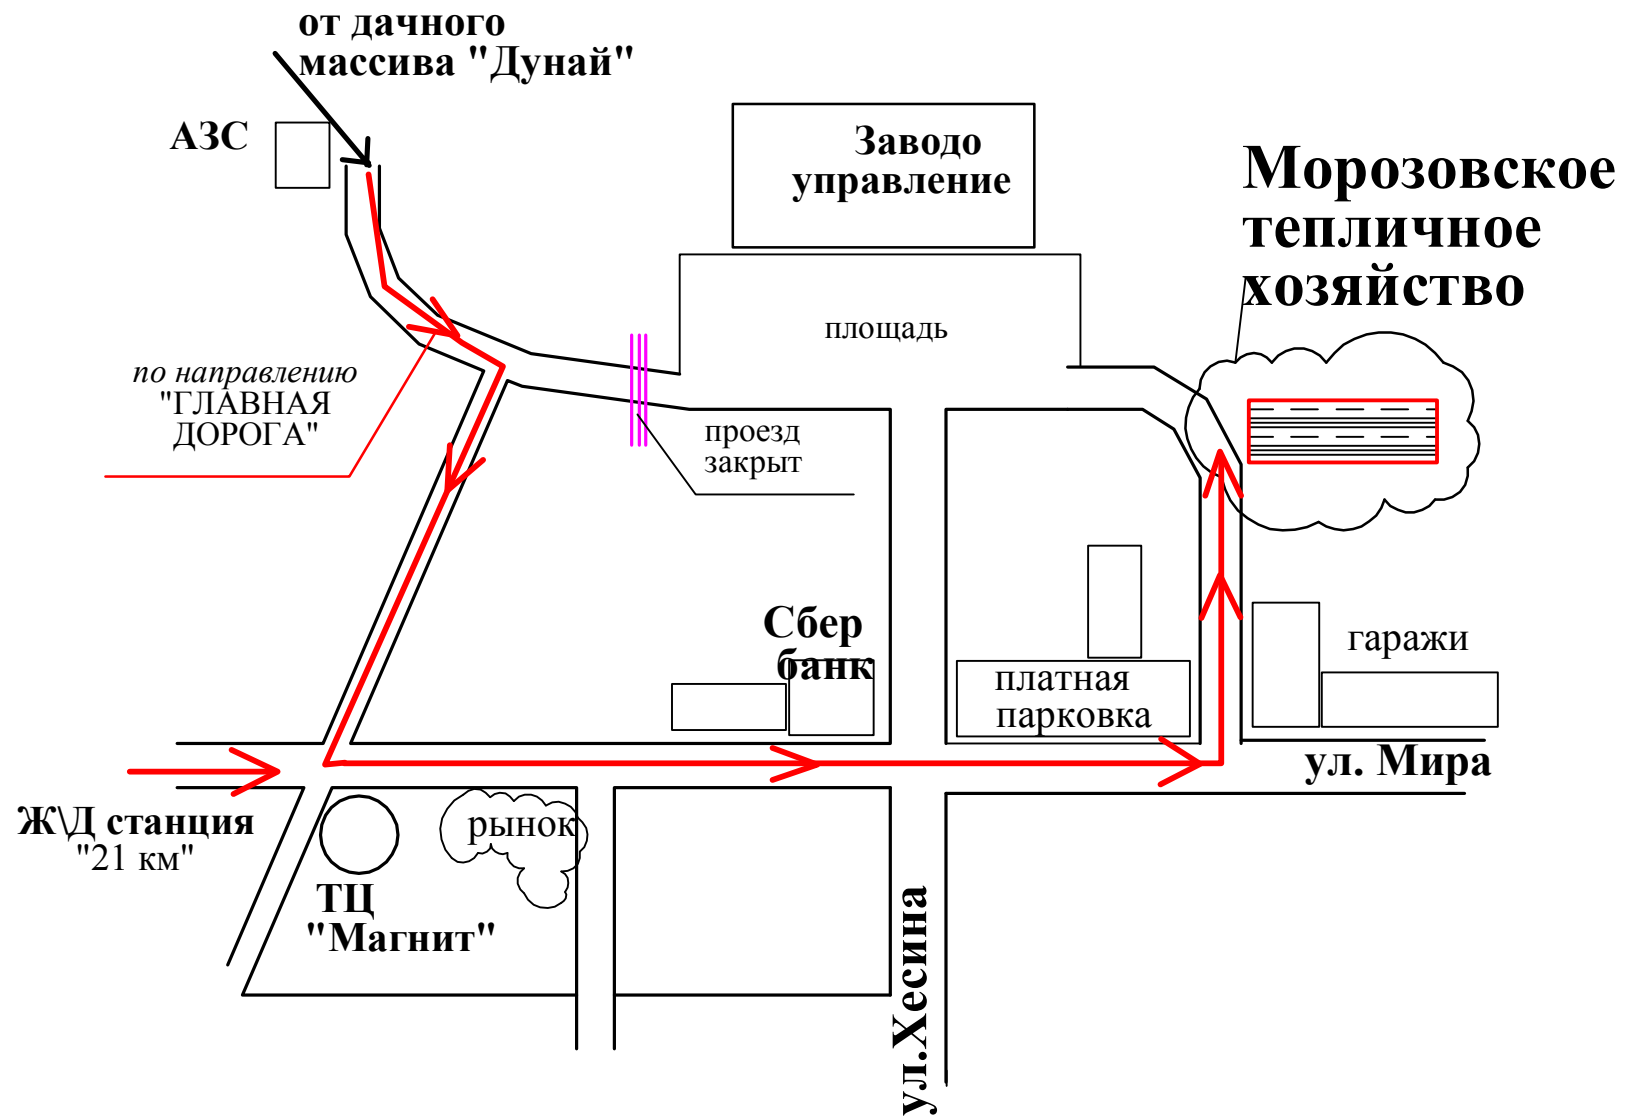 от дачного
массива "Дунай"
АЗС
Заводо
управление
Морозовское
тепличное
хозяйство
площадь
по направлению
"ГЛАВНАЯ
ДОРОГА"
проезд
закрыт
Сбер
банк
платная
парковка
гаражи
ул. Мира
Ж\Д станция
"21 км"
рынок
ТЦ
"Магнит"
ул.Хесина